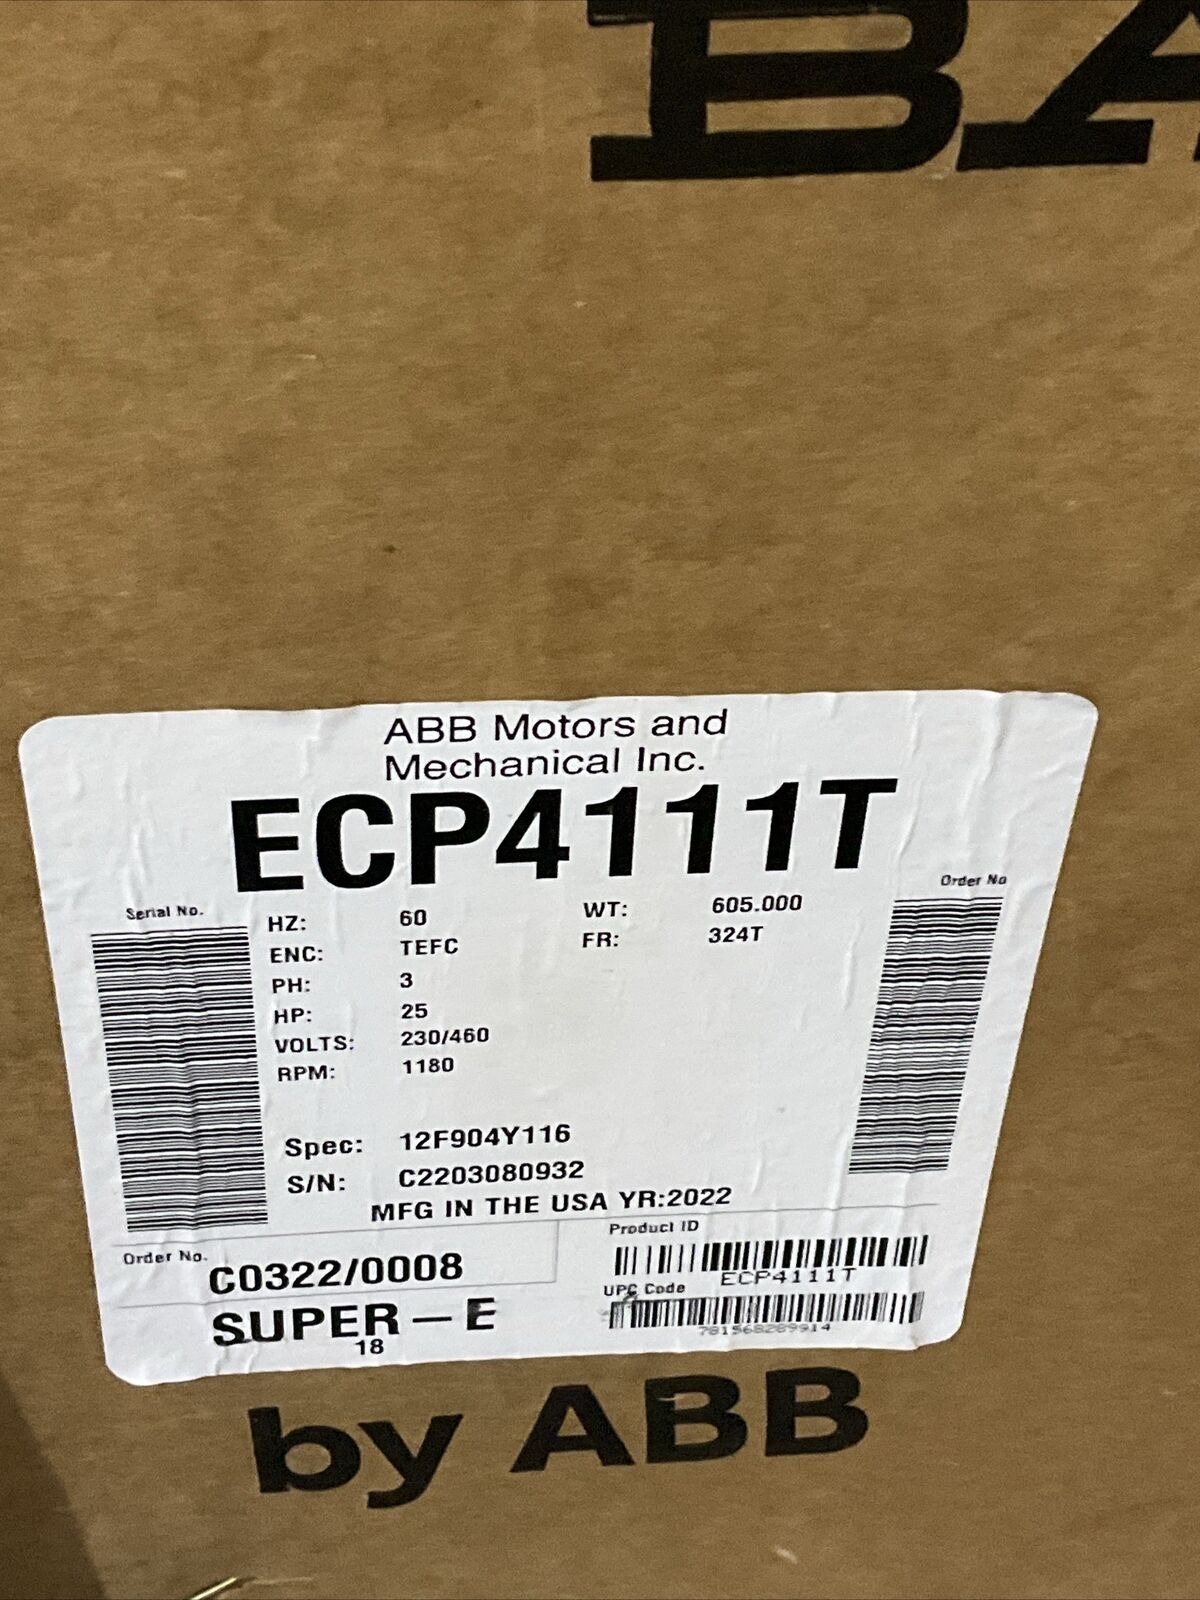 BA
ABB Motors and
Mechanical Inc.
ECP4111T
Serial No.
Order No
HZ: 60 WT: 605.000
ENC: TEFC FR: 324T
PH: 3
HP: 25
VOLTS: 230/460
RPM: 1180
Spec: 12F904Y116
S/N: C2203080932
MFG IN THE USA YR:2022
Order No. C0322/0008
Product ID
ECP4111T
UPC Code
781568289914
SUPER - E
18
by ABB